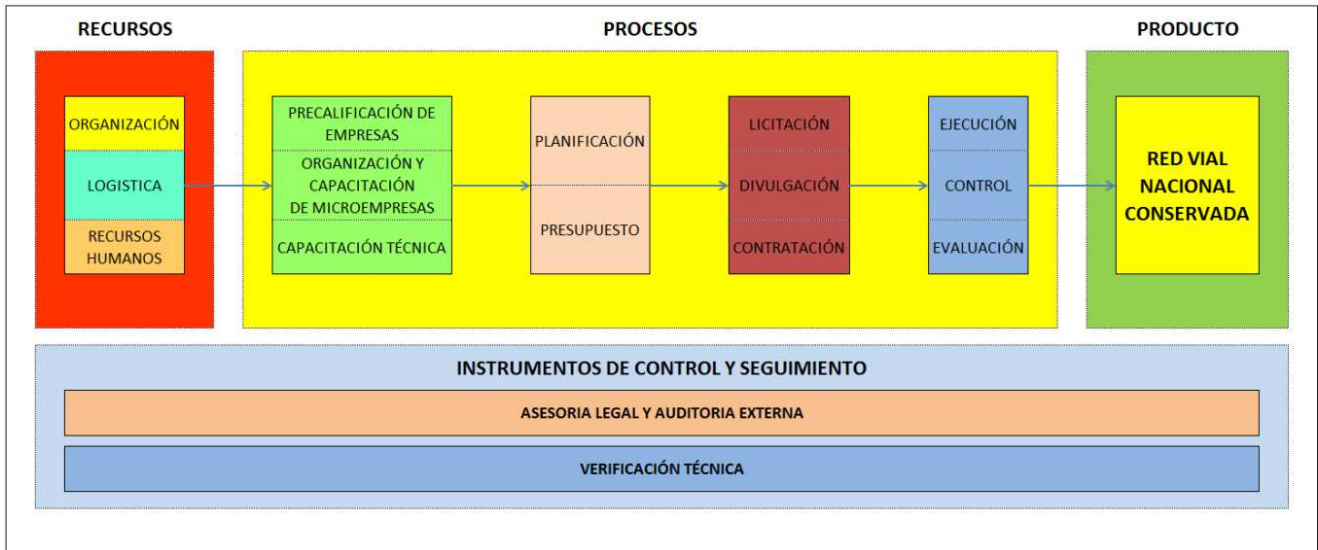 RECURSOS
PROCESOS
PRODUCTO
ORGANIZACIÓN
LOGISTICA
RECURSOS
HUMANOS
PRECALIFICACIÓN DE
EMPRESAS
ORGANIZACIÓN Y
CAPACITACIÓN
DE MICROEMPRESAS
CAPACITACIÓN TÉCNICA
PLANIFICACIÓN
PRESUPUESTO
LICITACIÓN
DIVULGACIÓN
CONTRATACIÓN
EJECUCIÓN
CONTROL
EVALUACIÓN
RED VIAL
NACIONAL
CONSERVADA
INSTRUMENTOS DE CONTROL Y SEGUIMIENTO
ASESORIA LEGAL Y AUDITORIA EXTERNA
VERIFICACIÓN TÉCNICA